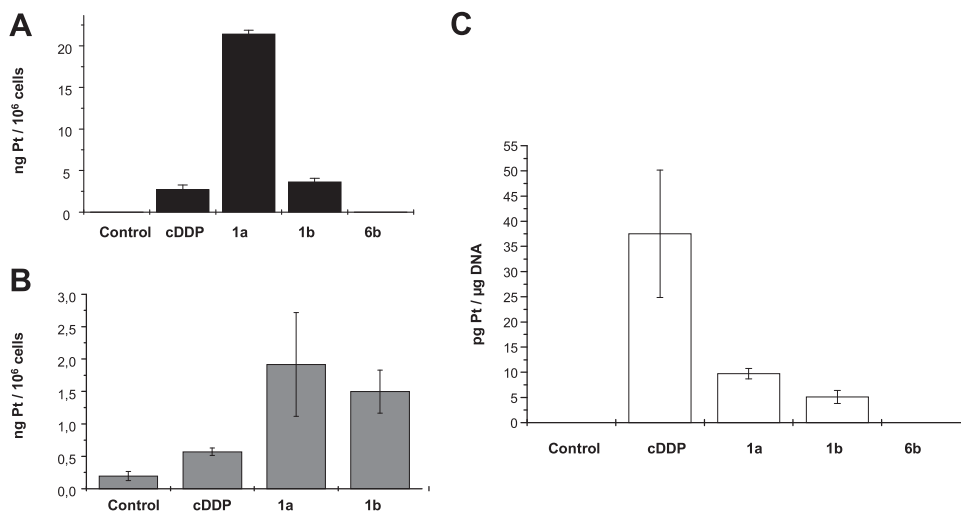 A
ng Pt / 10⁶ cells
20
15
10
5
0
Control cDDP 1a 1b 6b
B
ng Pt / 10⁶ cells
3,0
2,5
2,0
1,5
1,0
0,5
0,0
Control cDDP 1a 1b
C
pg Pt / µg DNA
55
50
45
40
35
30
25
20
15
10
5
0
Control cDDP 1a 1b 6b